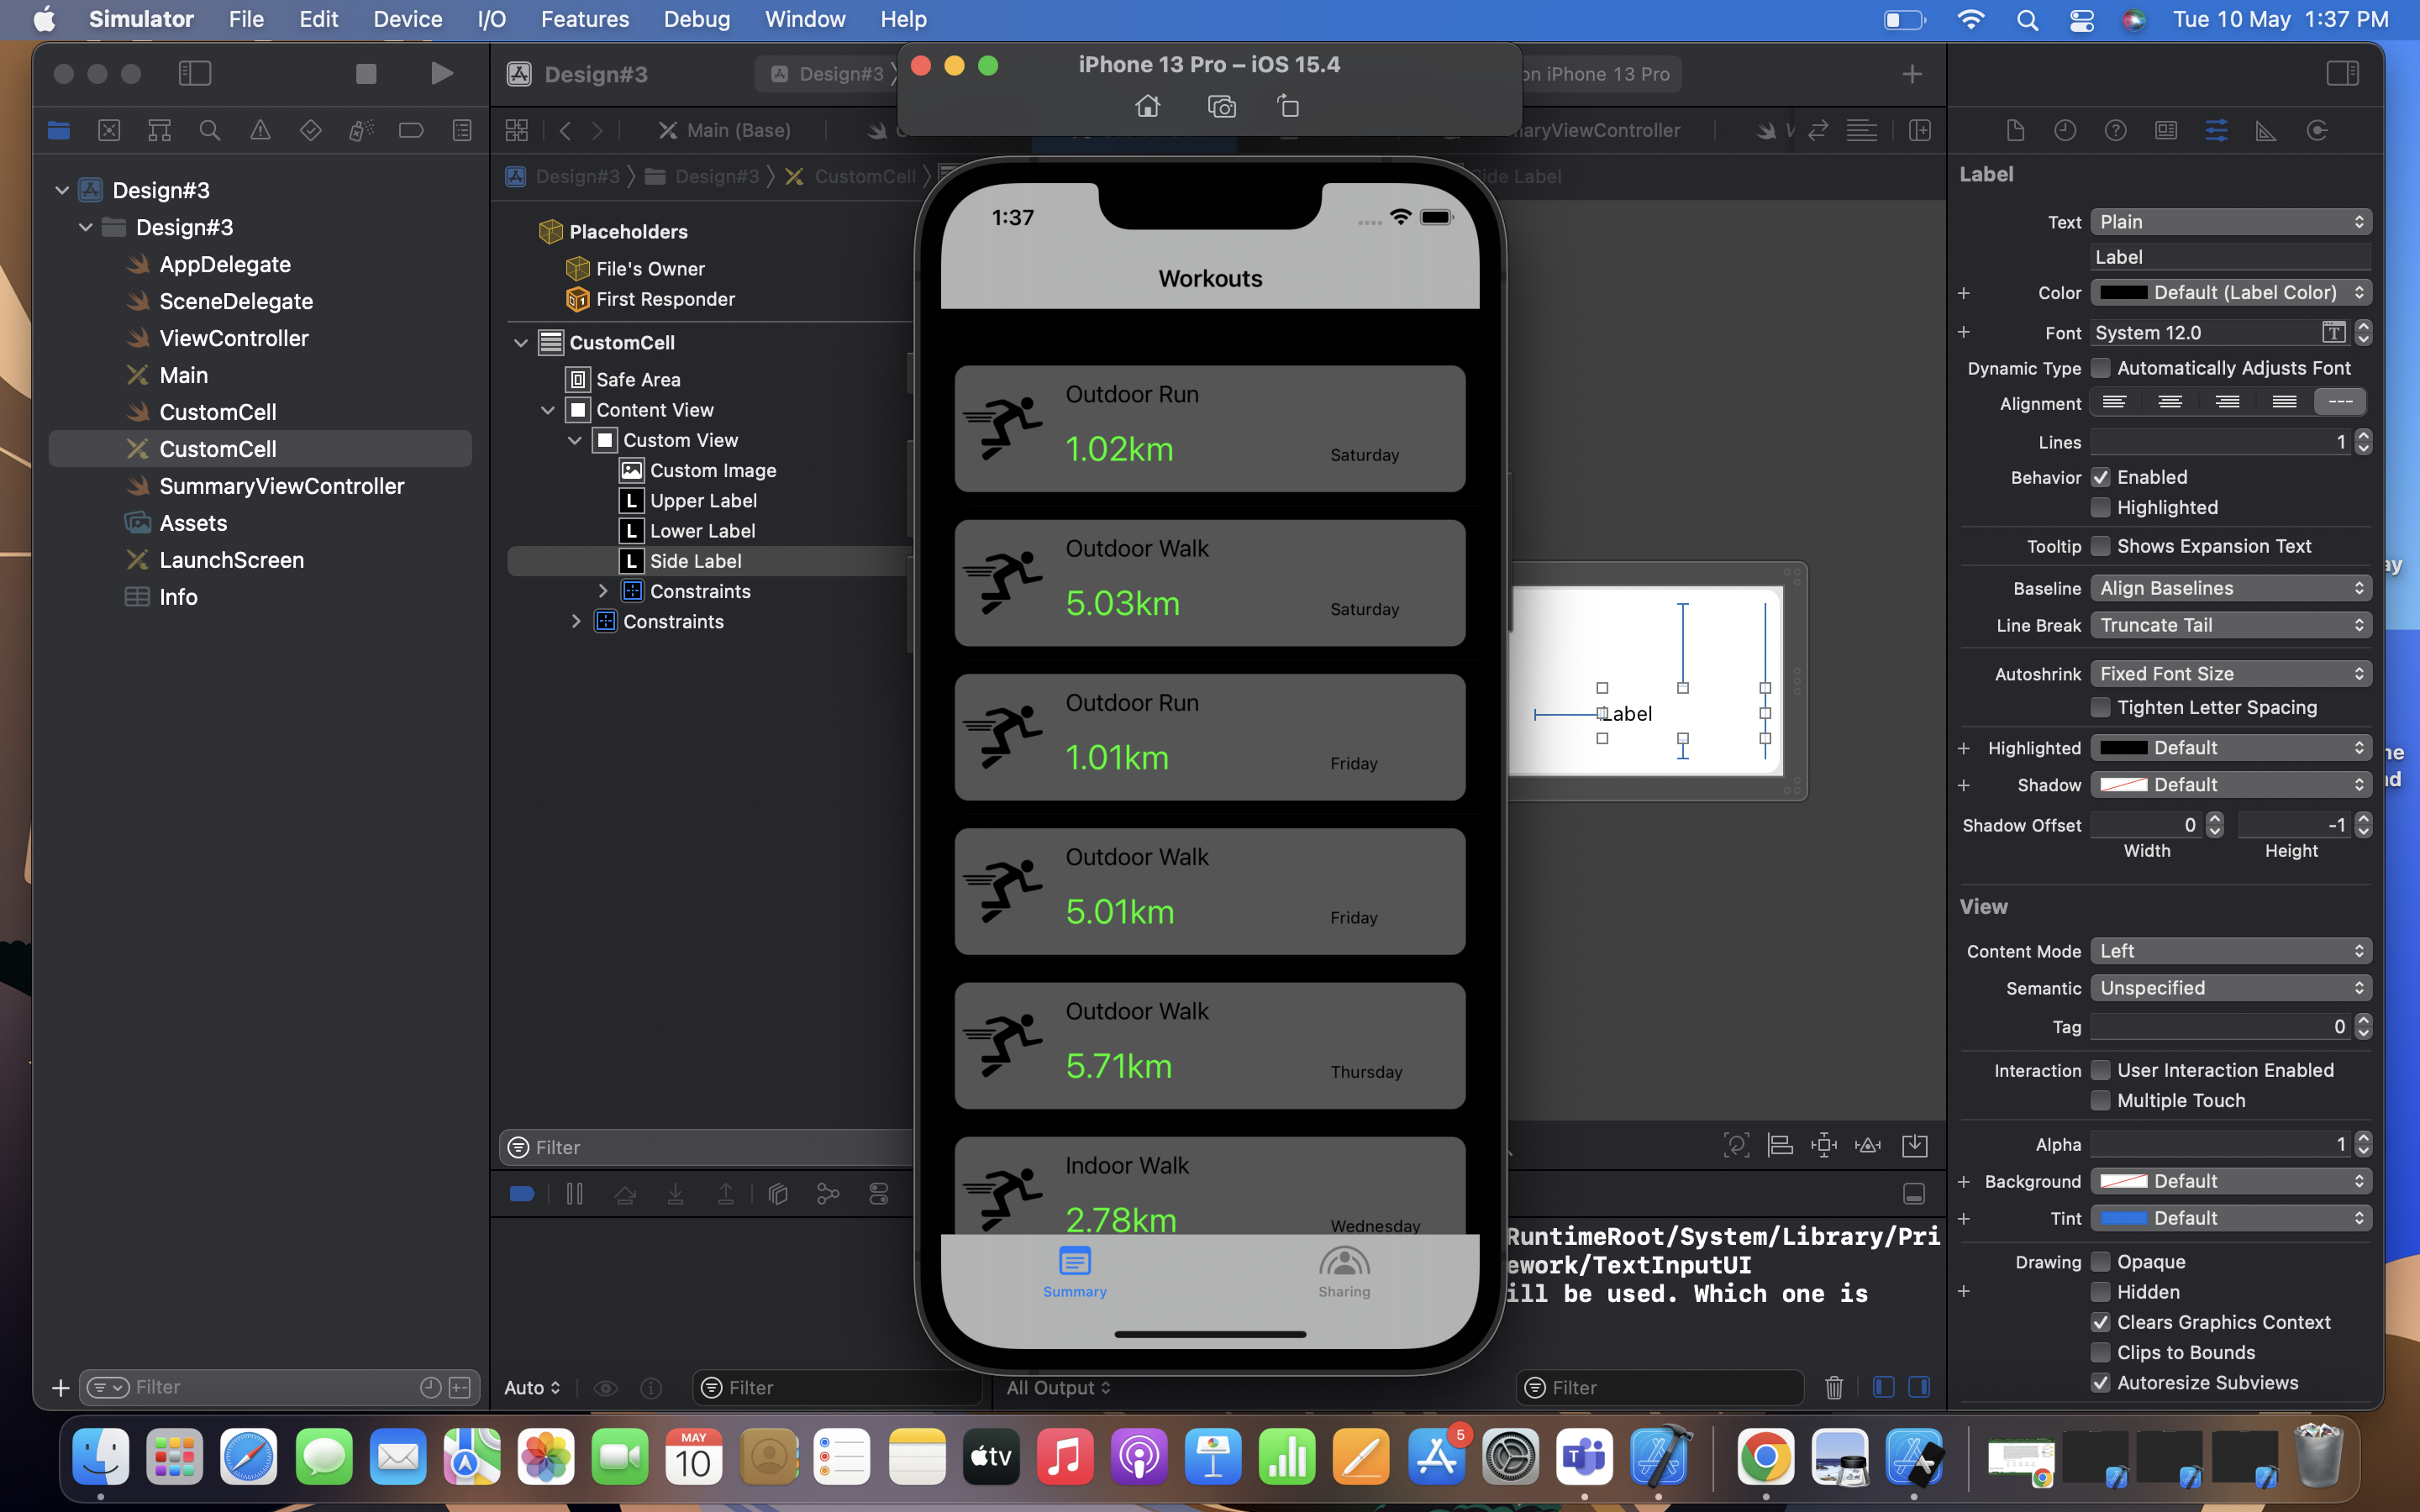 Simulator File Edit Device I/O Features Debug Window Help Tue 10 May 1:37 PM
Design#3
Design#3
on iPhone 13 Pro
iPhone 13 Pro – iOS 15.4
Main (Base)
maryViewController
Design#3
Design#3
CustomCell
Side Label
Design#3
Design#3
AppDelegate
SceneDelegate
ViewController
Main
CustomCell
CustomCell
SummaryViewController
Assets
LaunchScreen
Info
Filter
Placeholders
File's Owner
First Responder
CustomCell
Safe Area
Content View
Custom View
Custom Image
L Upper Label
L Lower Label
L Side Label
Constraints
Constraints
Filter
Auto
Filter
All Output
Filter
1:37
Workouts
Outdoor Run
1.02km
Saturday
Outdoor Walk
5.03km
Saturday
Outdoor Run
1.01km
Friday
Outdoor Walk
5.01km
Friday
Outdoor Walk
5.71km
Thursday
Indoor Walk
2.78km
Wednesday
Summary
Sharing
Label
RuntimeRoot/System/Library/Pri
ework/TextInputUI
ill be used. Which one is
Label
Text Plain
Label
Color Default (Label Color)
Font System 12.0
Dynamic Type Automatically Adjusts Font
Alignment
Lines 1
Behavior Enabled
Highlighted
Tooltip Shows Expansion Text
Baseline Align Baselines
Line Break Truncate Tail
Autoshrink Fixed Font Size
Tighten Letter Spacing
Highlighted Default
Shadow Default
Shadow Offset 0 -1
Width Height
View
Content Mode Left
Semantic Unspecified
Tag 0
Interaction User Interaction Enabled
Multiple Touch
Alpha 1
Background Default
Tint Default
Drawing Opaque
Hidden
Clears Graphics Context
Clips to Bounds
Autoresize Subviews
ay
ne
nd
MAY
10
tv
5
T